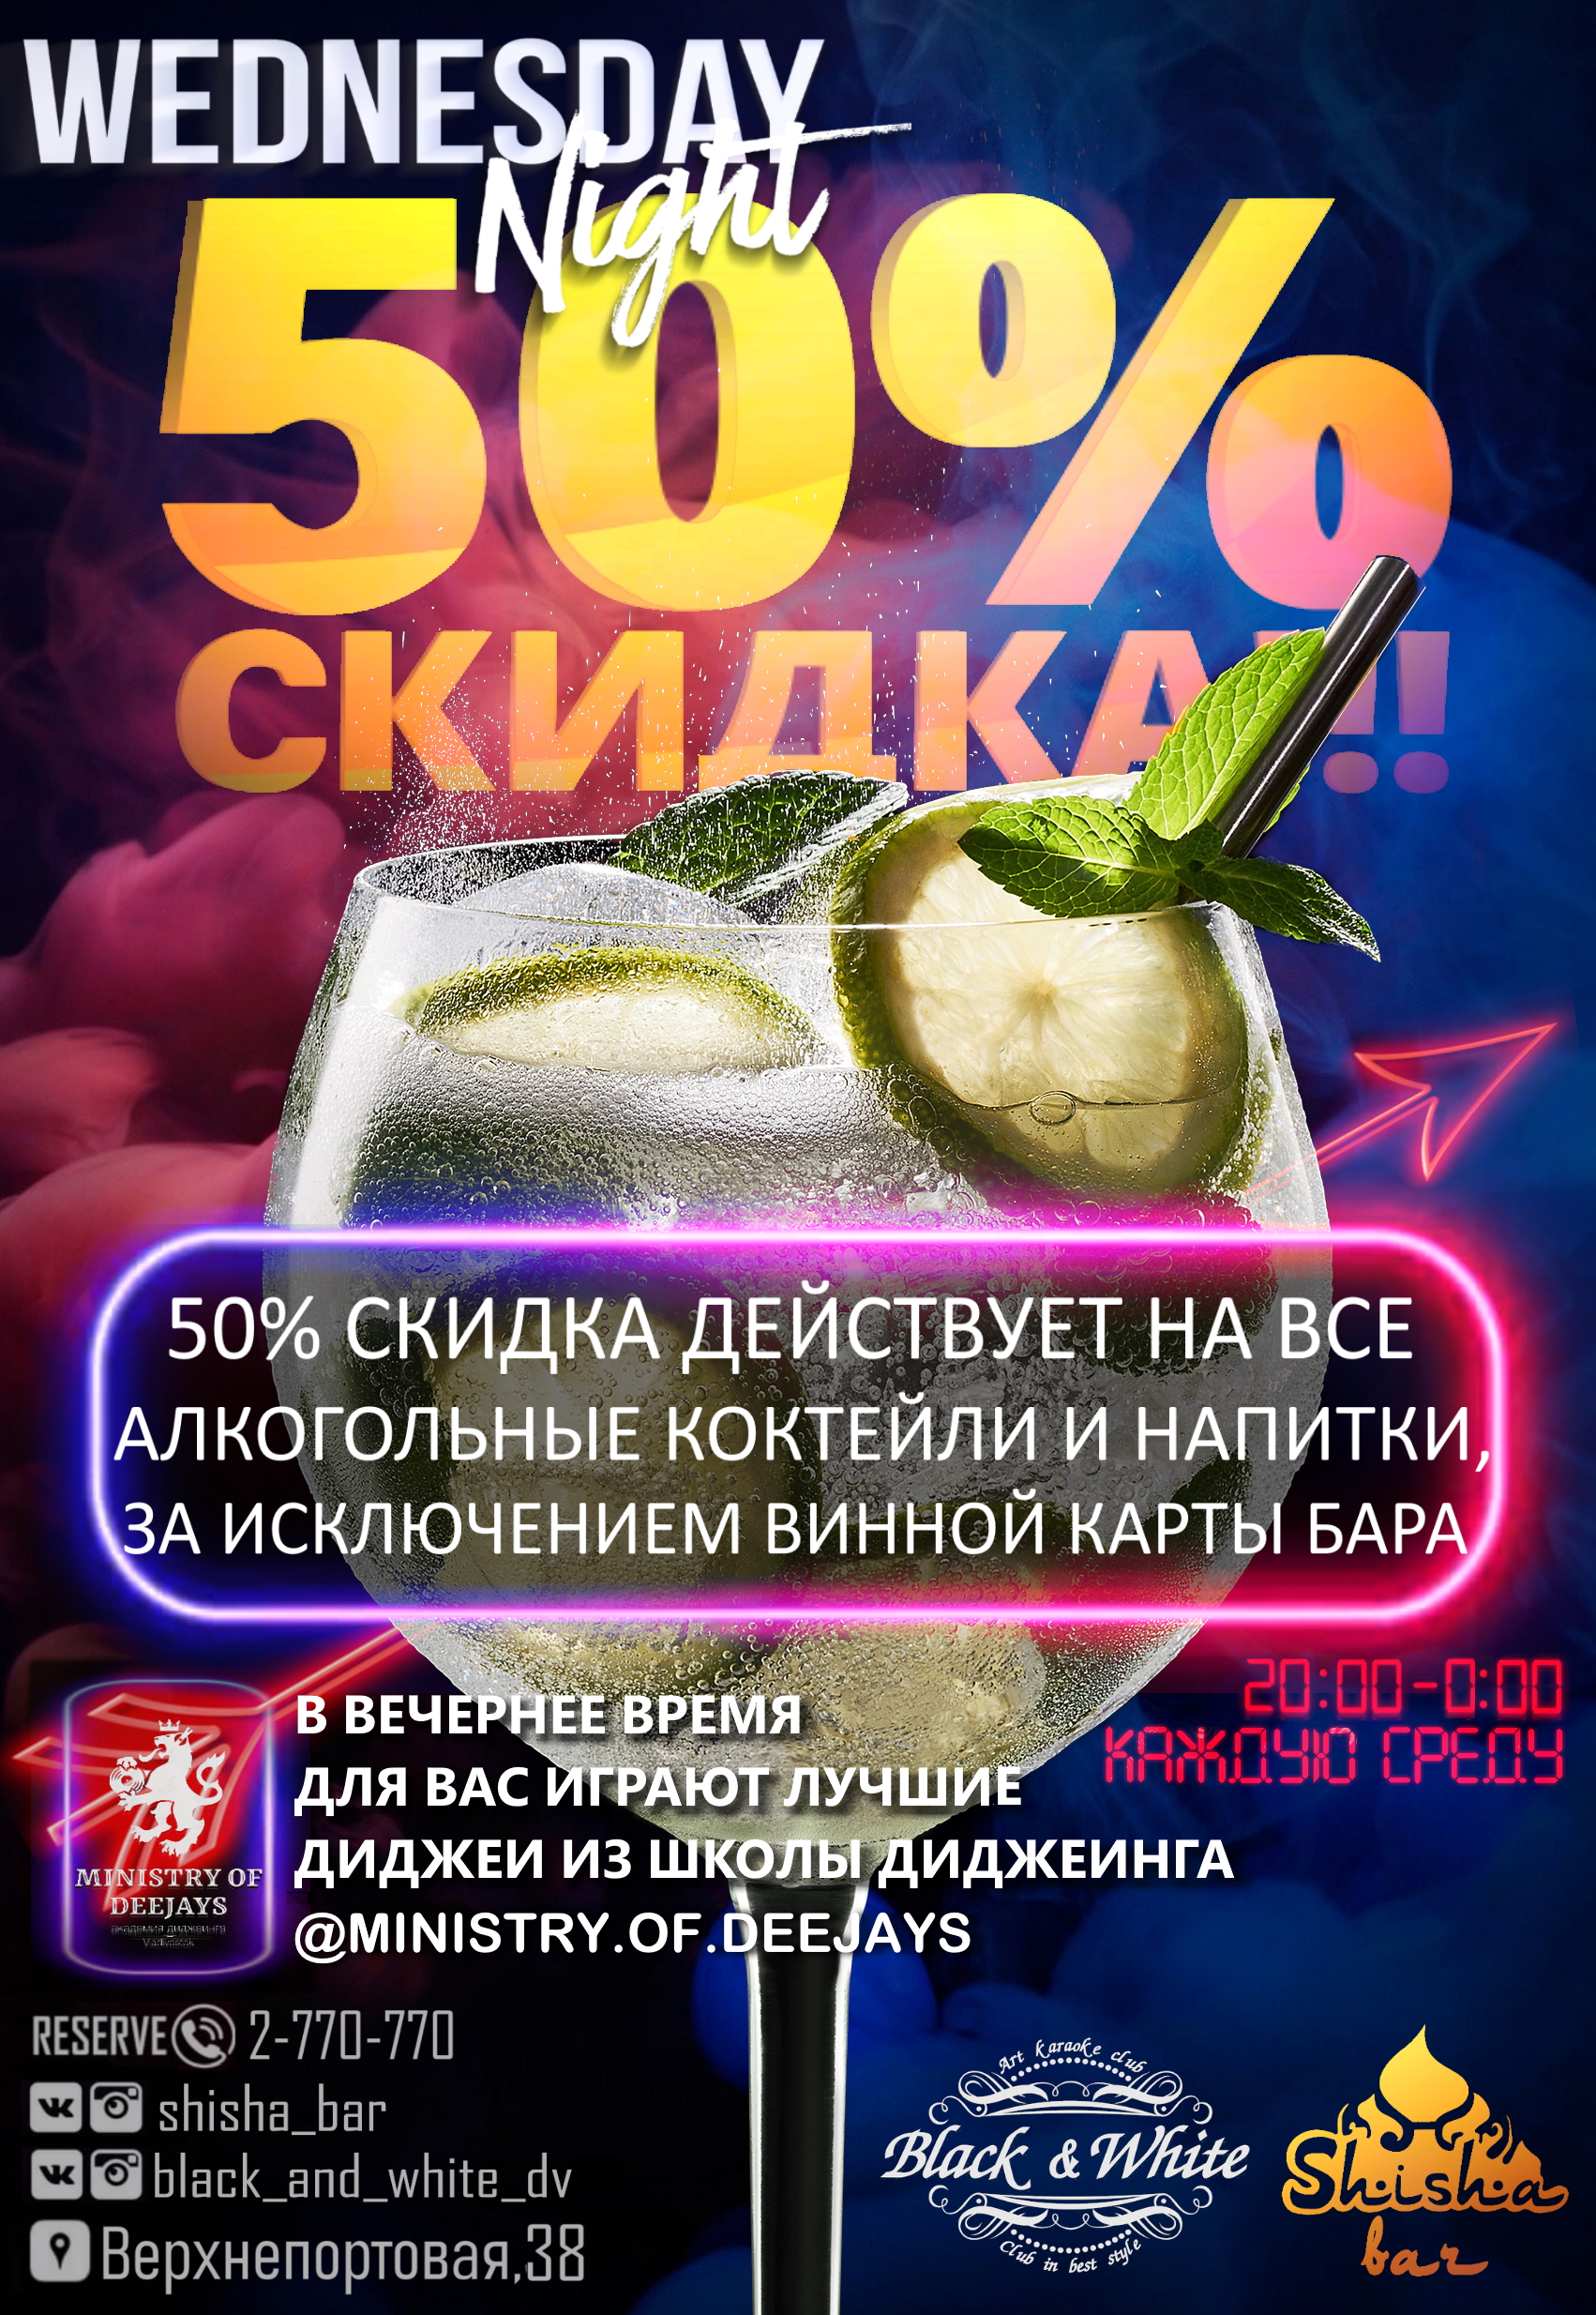 WEDNESDAY
Night
50%
СКИДКА!!!
50% СКИДКА ДЕЙСТВУЕТ НА ВСЕ
АЛКОГОЛЬНЫЕ КОКТЕЙЛИ И НАПИТКИ,
ЗА ИСКЛЮЧЕНИЕМ ВИННОЙ КАРТЫ БАРА
20:00-0:00
КАЖДУЮ СРЕДУ
В ВЕЧЕРНЕЕ ВРЕМЯ
ДЛЯ ВАС ИГРАЮТ ЛУЧШИЕ
ДИДЖЕИ ИЗ ШКОЛЫ ДИДЖЕИНГА
@MINISTRY.OF.DEEJAYS
MINISTRY OF
DEEJAYS
академия диджеинга
Vladivostok
RESERVE 2-770-770
shisha_bar
black_and_white_dv
Верхнепортовая,38
Art karaoke club
Black & White
Club in best style
Shisha
bar